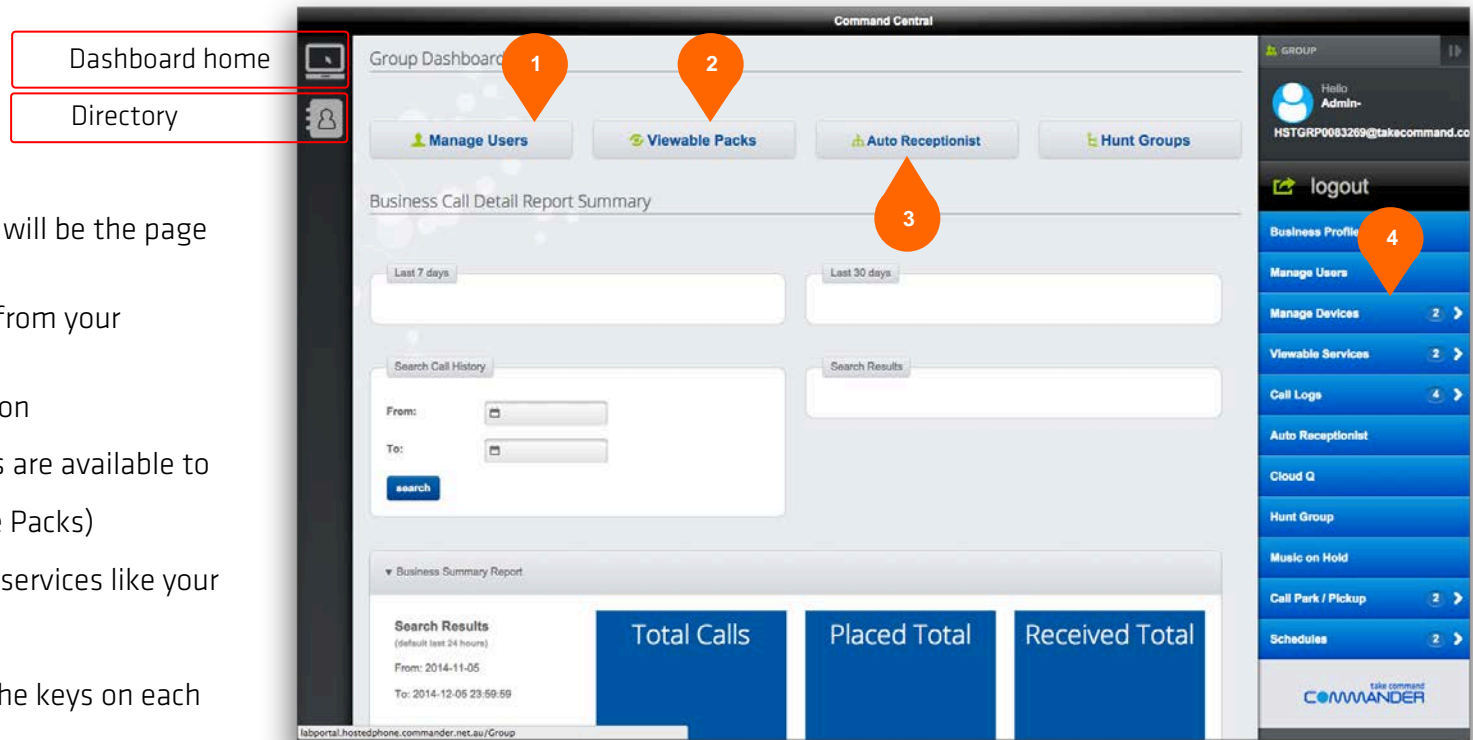 Dashboard home
Directory
will be the page
from your
on
s are available to
e Packs)
services like your
he keys on each
Command Central
Group Dashboard
1
2
Manage Users
Viewable Packs
Auto Receptionist
Hunt Groups
3
Business Call Detail Report Summary
Last 7 days
Last 30 days
Search Call History
Search Results
From:
To:
search
▾ Business Summary Report
Search Results
(default last 24 hours)
From: 2014-11-05
To: 2014-12-05 23:59:59
Total Calls
Placed Total
Received Total
labportal.hostedphone.commander.net.au/Group
GROUP
Hello
Admin-
HSTGRP0083269@takecommand.co
logout
Business Profile
4
Manage Users
Manage Devices 2
Viewable Services 2
Call Logs 4
Auto Receptionist
Cloud Q
Hunt Group
Music on Hold
Call Park / Pickup 2
Schedules 2
take command
COMMANDER